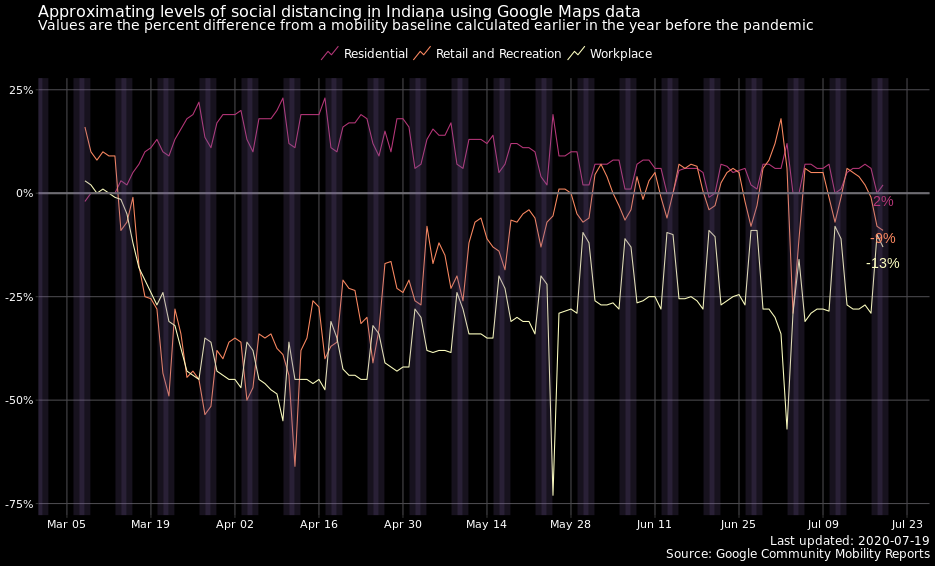 Approximating levels of social distancing in Indiana using Google Maps data
Values are the percent difference from a mobility baseline calculated earlier in the year before the pandemic
Residential Retail and Recreation Workplace
25%
0%
-25%
-50%
-75%
2%
-9%
-13%
Mar 05 Mar 19 Apr 02 Apr 16 Apr 30 May 14 May 28 Jun 11 Jun 25 Jul 09 Jul 23
Last updated: 2020-07-19
Source: Google Community Mobility Reports